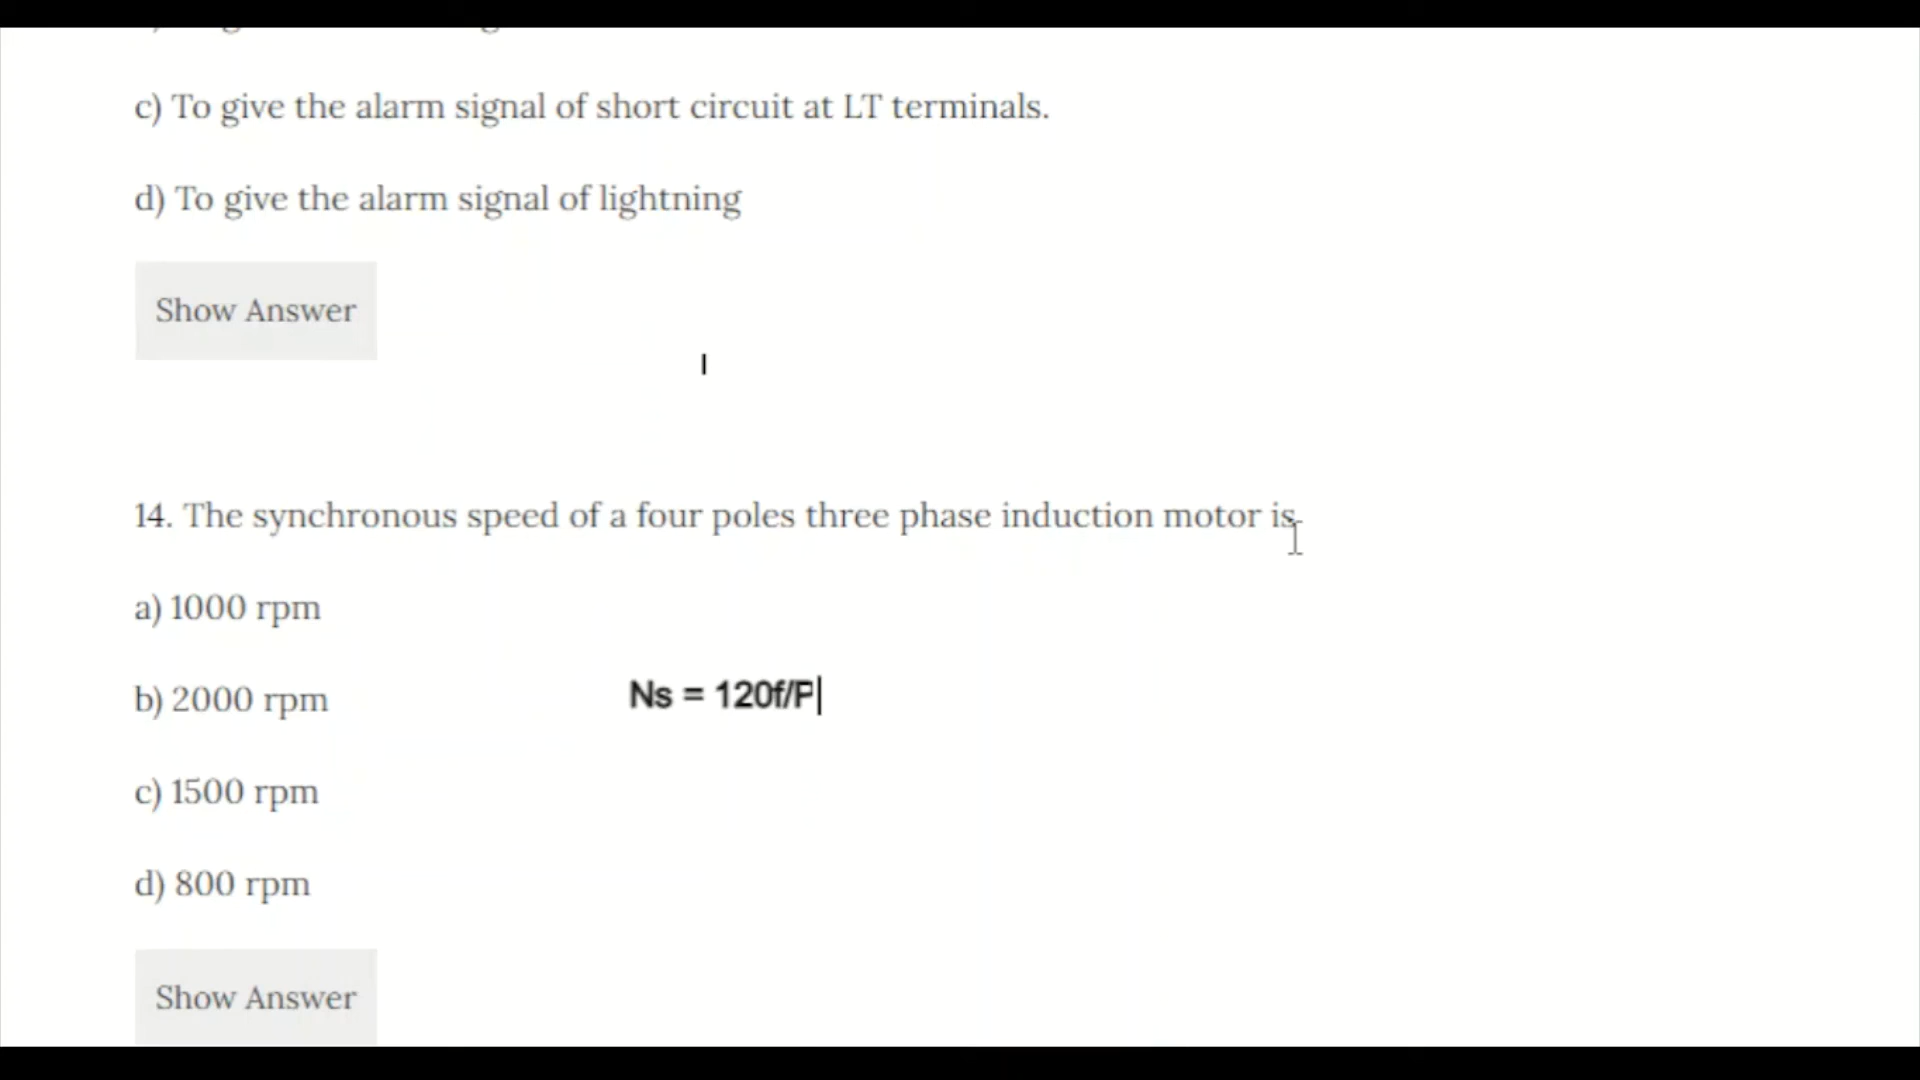 c) To give the alarm signal of short circuit at LT terminals.
d) To give the alarm signal of lightning
Show Answer
14. The synchronous speed of a four poles three phase induction motor is
a) 1000 rpm
b) 2000 rpm
Ns = 120f/P
c) 1500 rpm
d) 800 rpm
Show Answer